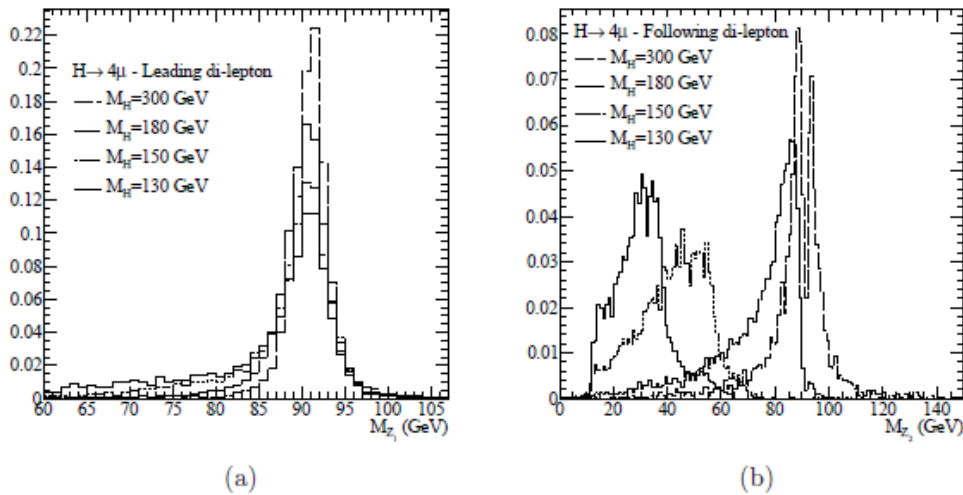 0.22
0.2
0.18
0.16
0.14
0.12
0.1
0.08
0.06
0.04
0.02
0
H→ 4μ - Leading di-lepton
M_H=300 GeV
M_H=180 GeV
M_H=150 GeV
M_H=130 GeV
60 65 70 75 80 85 90 95 100 105
M_Z₁ (GeV)
(a)
0.08
0.07
0.06
0.05
0.04
0.03
0.02
0.01
0
H→ 4μ - Following di-lepton
M_H=300 GeV
M_H=180 GeV
M_H=150 GeV
M_H=130 GeV
0 20 40 60 80 100 120 140
M_Z₂ (GeV)
(b)